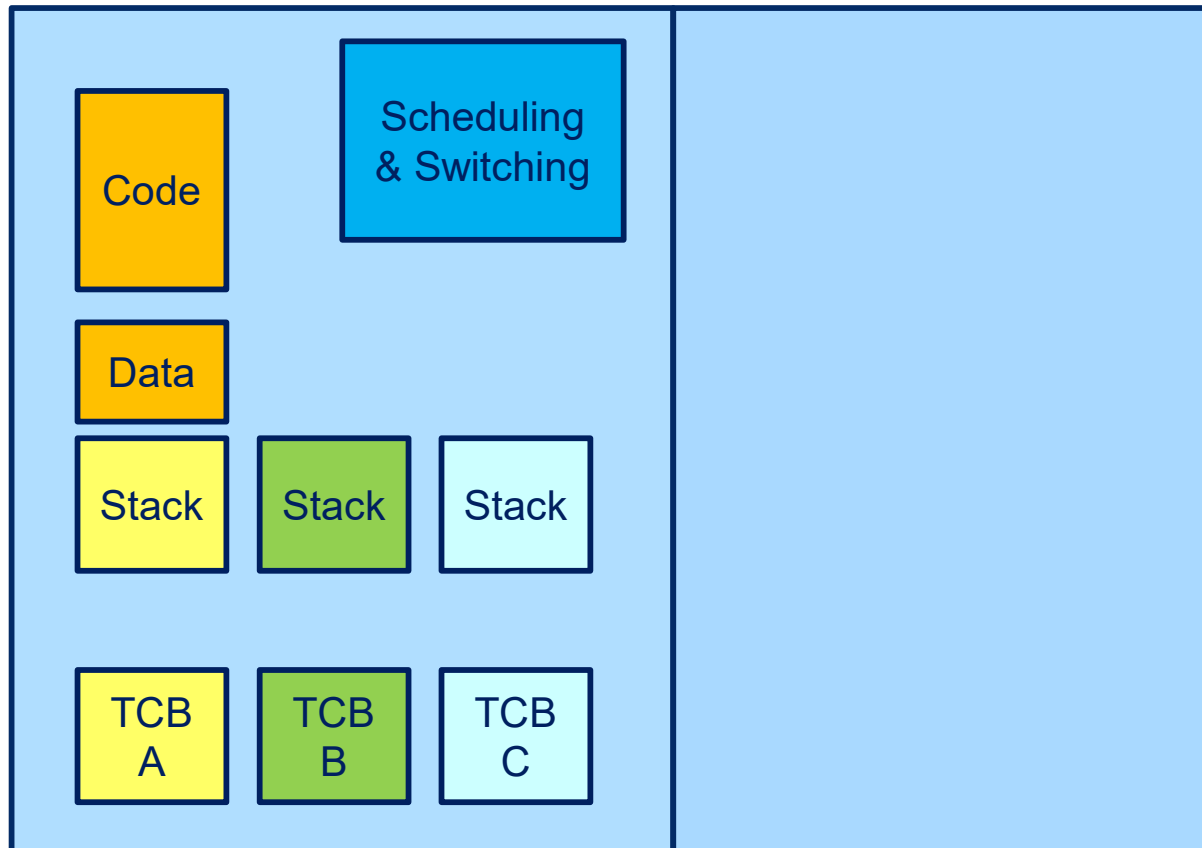 Scheduling
& Switching
Code
Data
Stack
Stack
Stack
TCB
A
TCB
B
TCB
C